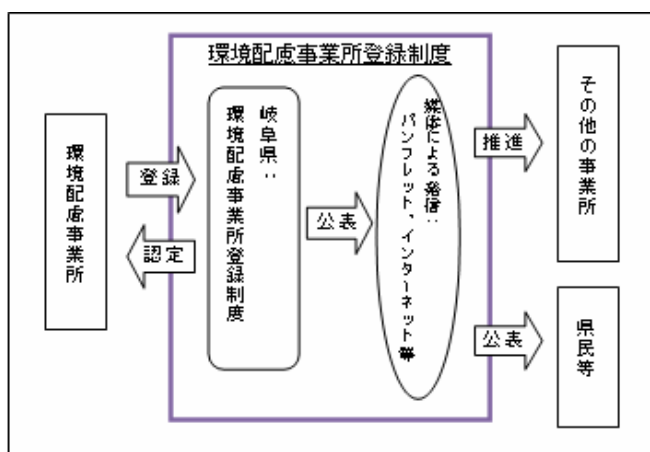 環境配慮事業所登録制度
環境配慮事業所
登録
認定
岐阜県：
環境配慮事業所登録制度
公表
媒体による発信：
パンフレット、インターネット等
推進
公表
その他の事業所
県民等